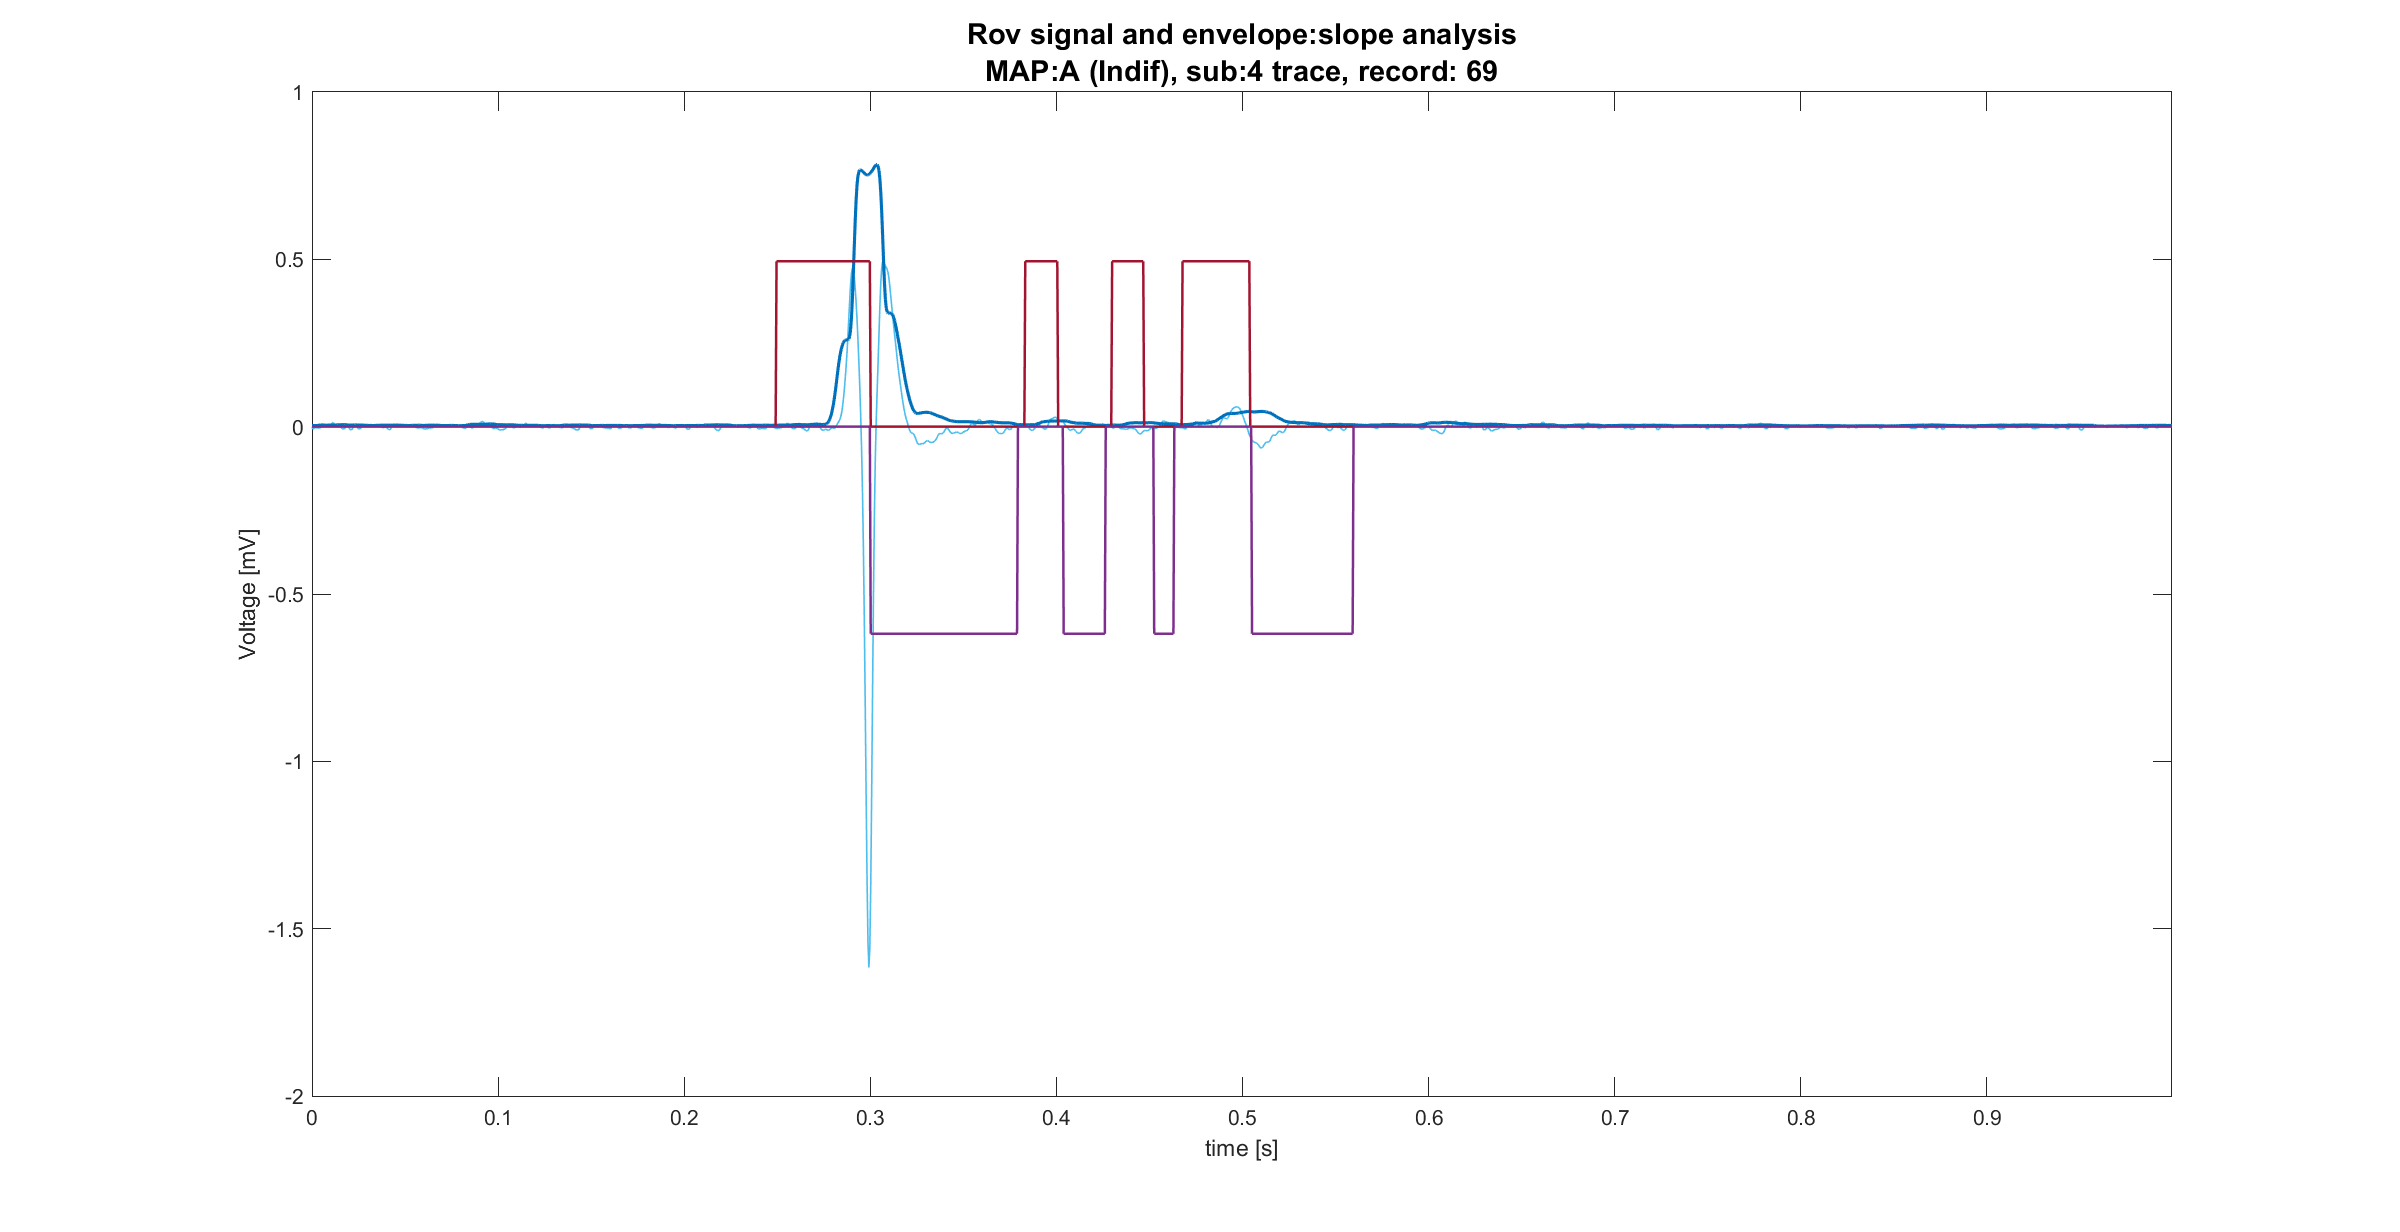 Rov signal and envelope:slope analysis
MAP:A (Indif), sub:4 trace, record: 69
1
0.5
0
-0.5
-1
-1.5
-2
Voltage [mV]
0 0.1 0.2 0.3 0.4 0.5 0.6 0.7 0.8 0.9
time [s]